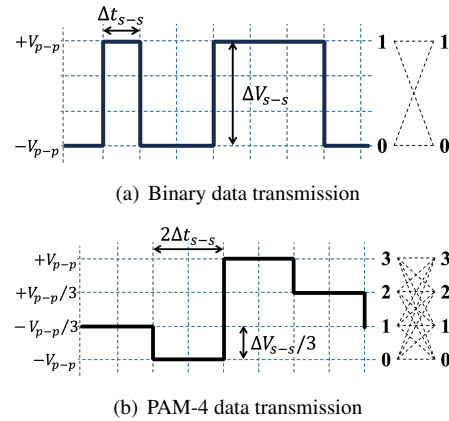 Δt_{s-s}
+V_{p-p} 1 1
ΔV_{s-s}
−V_{p-p} 0 0
(a) Binary data transmission
2Δt_{s-s}
+V_{p-p} 3 3
+V_{p-p}/3 2 2
−V_{p-p}/3 1 1
ΔV_{s-s}/3
−V_{p-p} 0 0
(b) PAM-4 data transmission